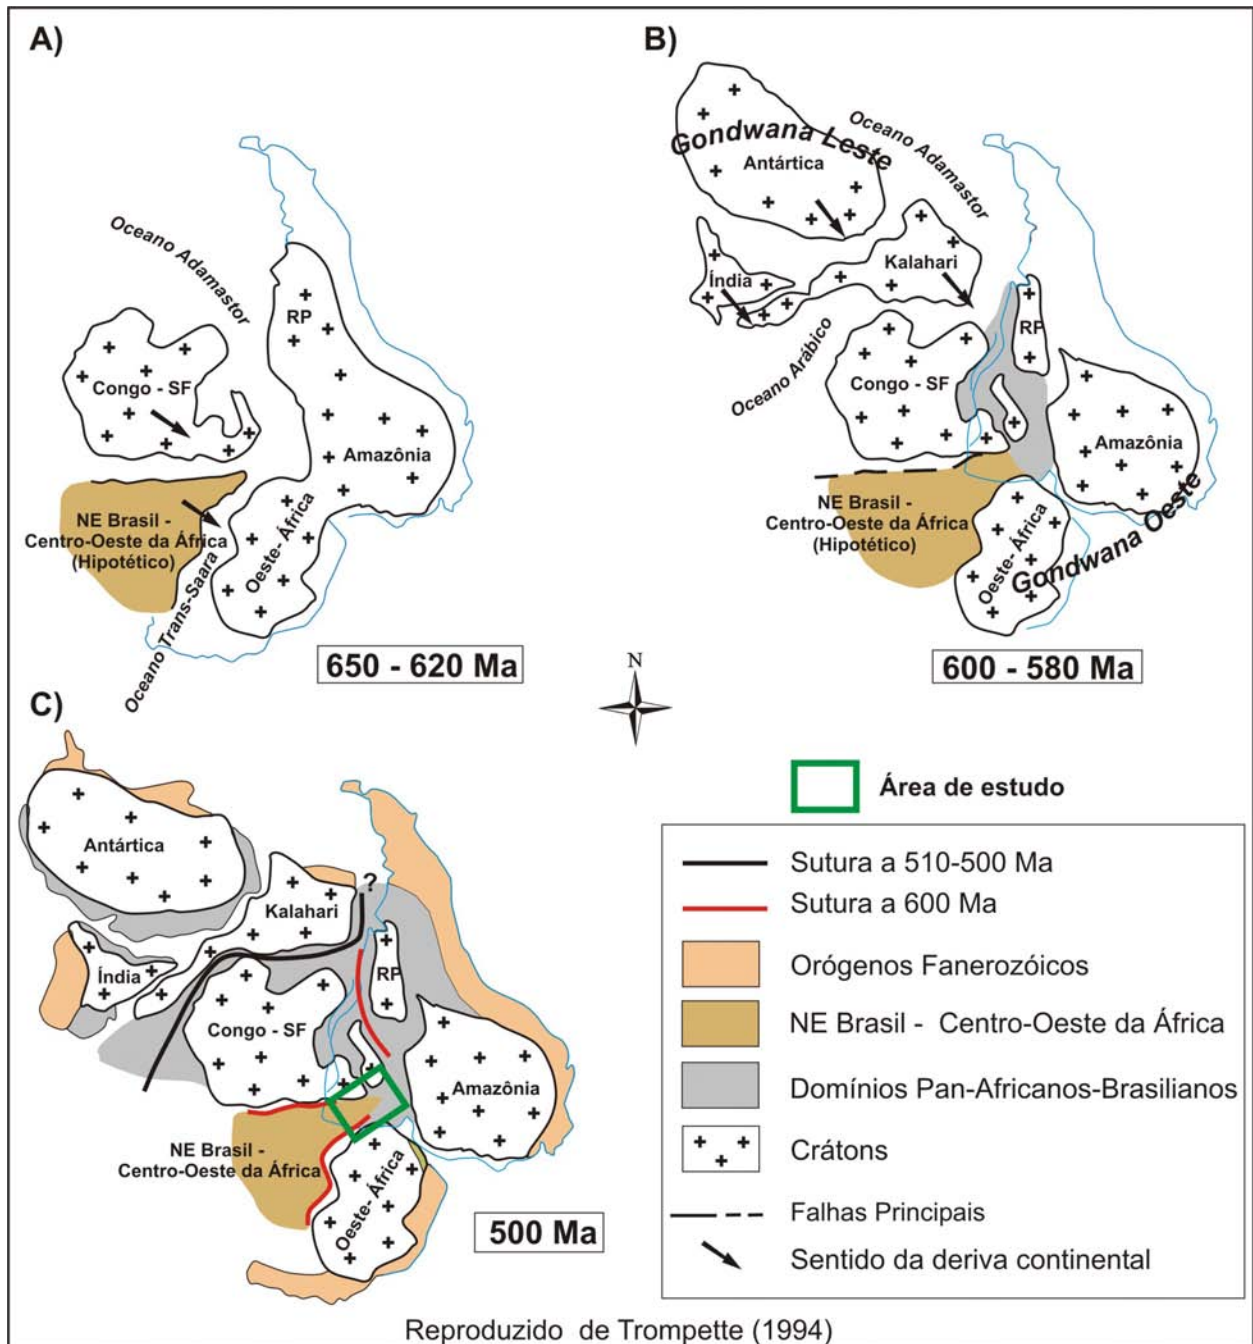 A)
Oceano Adamastor
RP
Congo - SF
Amazônia
NE Brasil -
Centro-Oeste da África
(Hipotético)
Oeste- África
Oceano Trans-Saara
650 - 620 Ma
B)
Gondwana Leste
Oceano Adamastor
Antártica
Índia
Kalahari
Oceano Arábico
RP
Congo - SF
Amazônia
NE Brasil -
Centro-Oeste da África
(Hipotético)
Oeste- África
Gondwana Oeste
600 - 580 Ma
N
C)
Antártica
Kalahari
?
Índia
RP
Congo - SF
Amazônia
NE Brasil -
Centro-Oeste da África
Oeste- África
500 Ma
Área de estudo
Sutura a 510-500 Ma
Sutura a 600 Ma
Orógenos Fanerozóicos
NE Brasil - Centro-Oeste da África
Domínios Pan-Africanos-Brasilianos
Crátons
Falhas Principais
Sentido da deriva continental
Reproduzido de Trompette (1994)